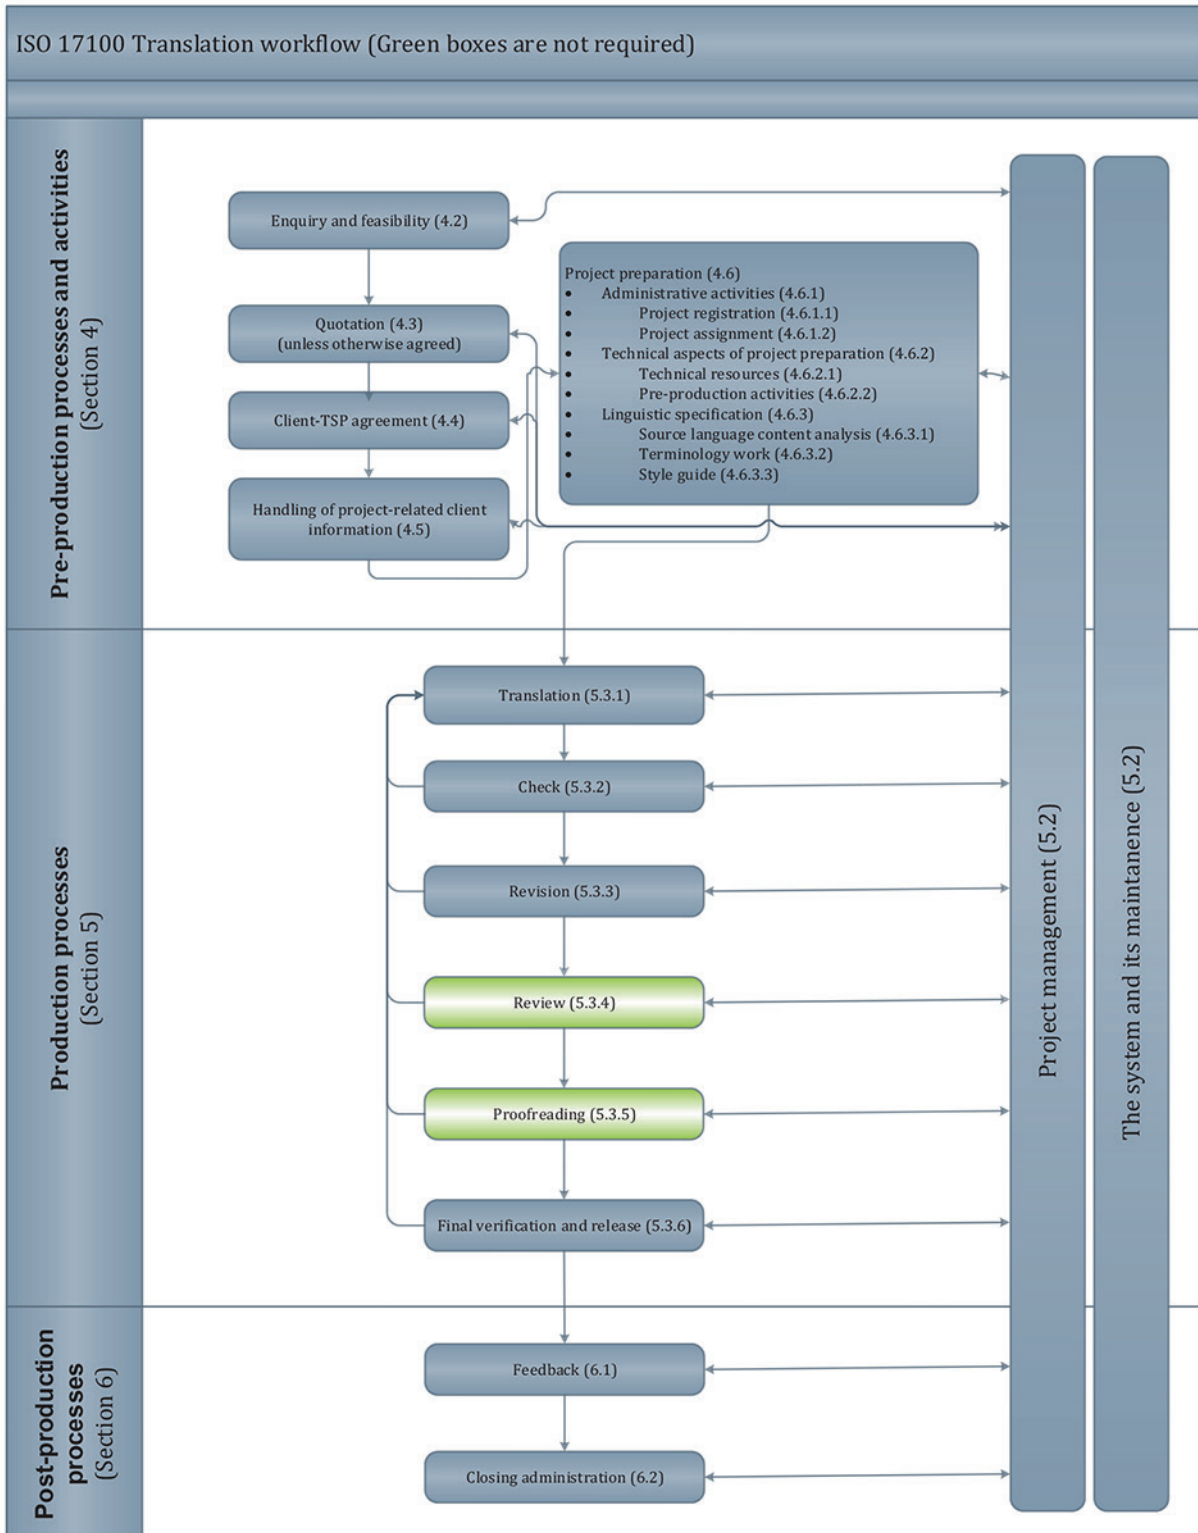 ISO 17100 Translation workflow (Green boxes are not required)
Pre-production processes and activities
(Section 4)
Enquiry and feasibility (4.2)
Quotation (4.3)
(unless otherwise agreed)
Client-TSP agreement (4.4)
Handling of project-related client
information (4.5)
Project preparation (4.6)
• Administrative activities (4.6.1)
• Project registration (4.6.1.1)
• Project assignment (4.6.1.2)
• Technical aspects of project preparation (4.6.2)
• Technical resources (4.6.2.1)
• Pre-production activities (4.6.2.2)
• Linguistic specification (4.6.3)
• Source language content analysis (4.6.3.1)
• Terminology work (4.6.3.2)
• Style guide (4.6.3.3)
Production processes
(Section 5)
Translation (5.3.1)
Check (5.3.2)
Revision (5.3.3)
Review (5.3.4)
Proofreading (5.3.5)
Final verification and release (5.3.6)
Post-production
processes
(Section 6)
Feedback (6.1)
Closing administration (6.2)
Project management (5.2)
The system and its maintanence (5.2)